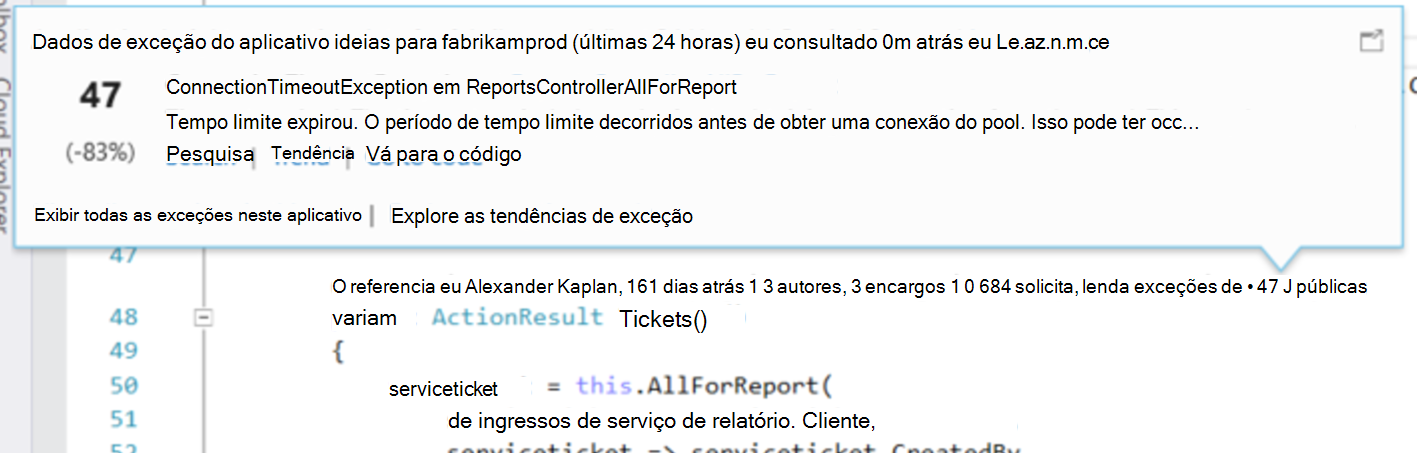 Dados de exceção do aplicativo ideias para fabrikamprod (últimas 24 horas) eu consultado 0m atrás eu Le.az.n.m.ce
47
ConnectionTimeoutException em ReportsControllerAllForReport
Tempo limite expirou. O período de tempo limite decorridos antes de obter uma conexão do pool. Isso pode ter occ...
(-83%)
Pesquisa | Tendência | Vá para o código
Exibir todas as exceções neste aplicativo | Explore as tendências de exceção
Cloud Explorer
47
O referencia eu Alexander Kaplan, 161 dias atrás 1 3 autores, 3 encargos 1 0 684 solicita, lenda exceções de • 47 J públicas
48 variam ActionResult Tickets()
49 {
50 serviceticket = this.AllForReport(
51 de ingressos de serviço de relatório. Cliente,
52 serviceticket => serviceticket.CreatedBy